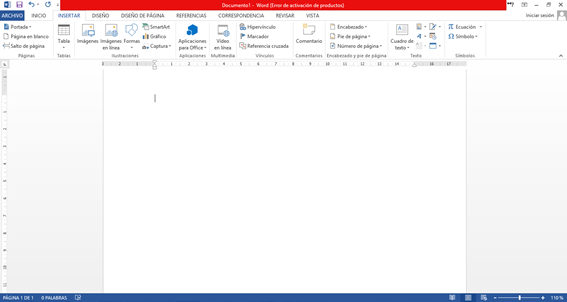 Documento1 - Word (Error de activación de productos)
ARCHIVO INICIO INSERTAR DISEÑO DISEÑO DE PÁGINA REFERENCIAS CORRESPONDENCIA REVISAR VISTA Iniciar sesión
Portada
Página en blanco
Salto de página
Páginas
Tabla
Tablas
Imágenes
Imágenes en línea
Formas
SmartArt
Gráfico
Captura
Ilustraciones
Aplicaciones para Office
Aplicaciones
Vídeo en línea
Multimedia
Hipervínculo
Marcador
Referencia cruzada
Vínculos
Comentario
Comentarios
Encabezado
Pie de página
Número de página
Encabezado y pie de página
Cuadro de texto
Texto
Ecuación
Símbolo
Símbolos
PÁGINA 1 DE 1 0 PALABRAS 118 %